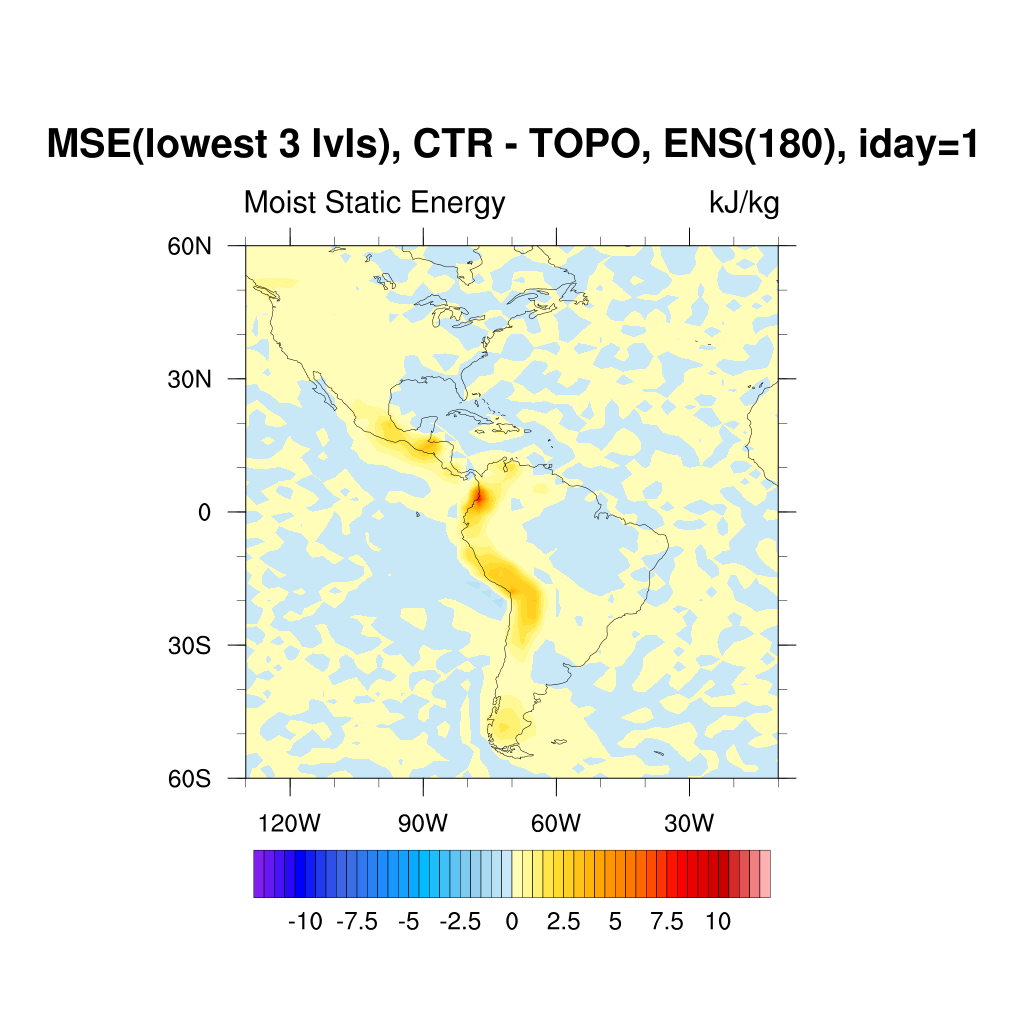 MSE(lowest 3 lvls), CTR - TOPO, ENS(180), iday=1
Moist Static Energy kJ/kg
60N
30N
0
30S
60S
120W 90W 60W 30W
-10 -7.5 -5 -2.5 0 2.5 5 7.5 10